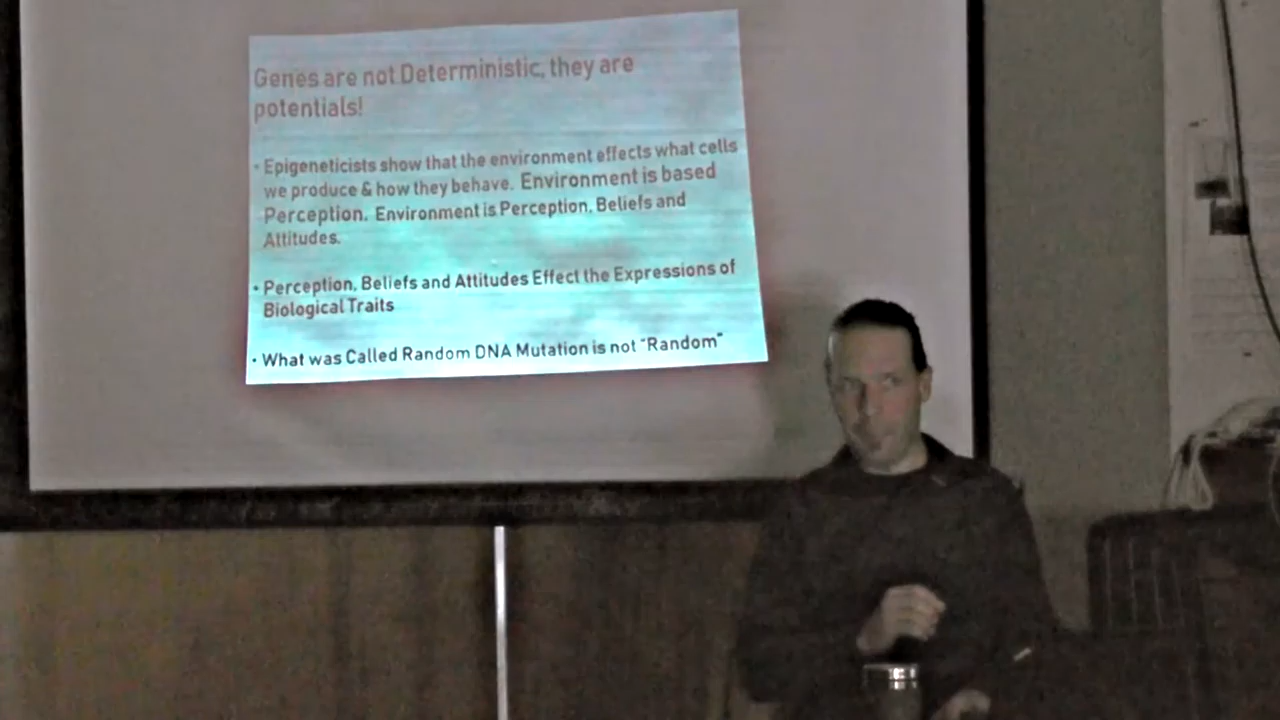 Genes are not Deterministic, they are
potentials!
• Epigeneticists show that the environment effects what cells
we produce & how they behave. Environment is based
Perception. Environment is Perception, Beliefs and
Attitudes.
• Perception, Beliefs and Attitudes Effect the Expressions of
Biological Traits
• What was Called Random DNA Mutation is not "Random"